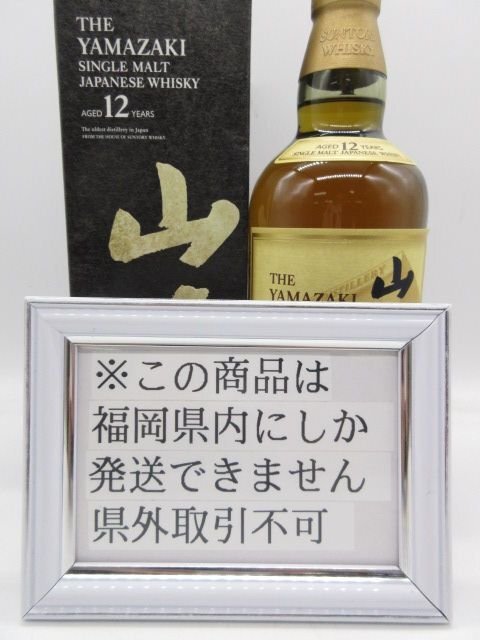 THE
YAMAZAKI
SINGLE MALT
JAPANESE WHISKY
AGED 12 YEARS
The oldest distillery in Japan
FROM THE HOUSE OF SUNTORY WHISKY.
山
SUNTORY
WHISKY
AGED 12 YEARS
SINGLE MALT JAPANESE WHISKY
DISTILLERY
THE
YAMAZAKI
山
※この商品は
福岡県内にしか
発送できません
県外取引不可